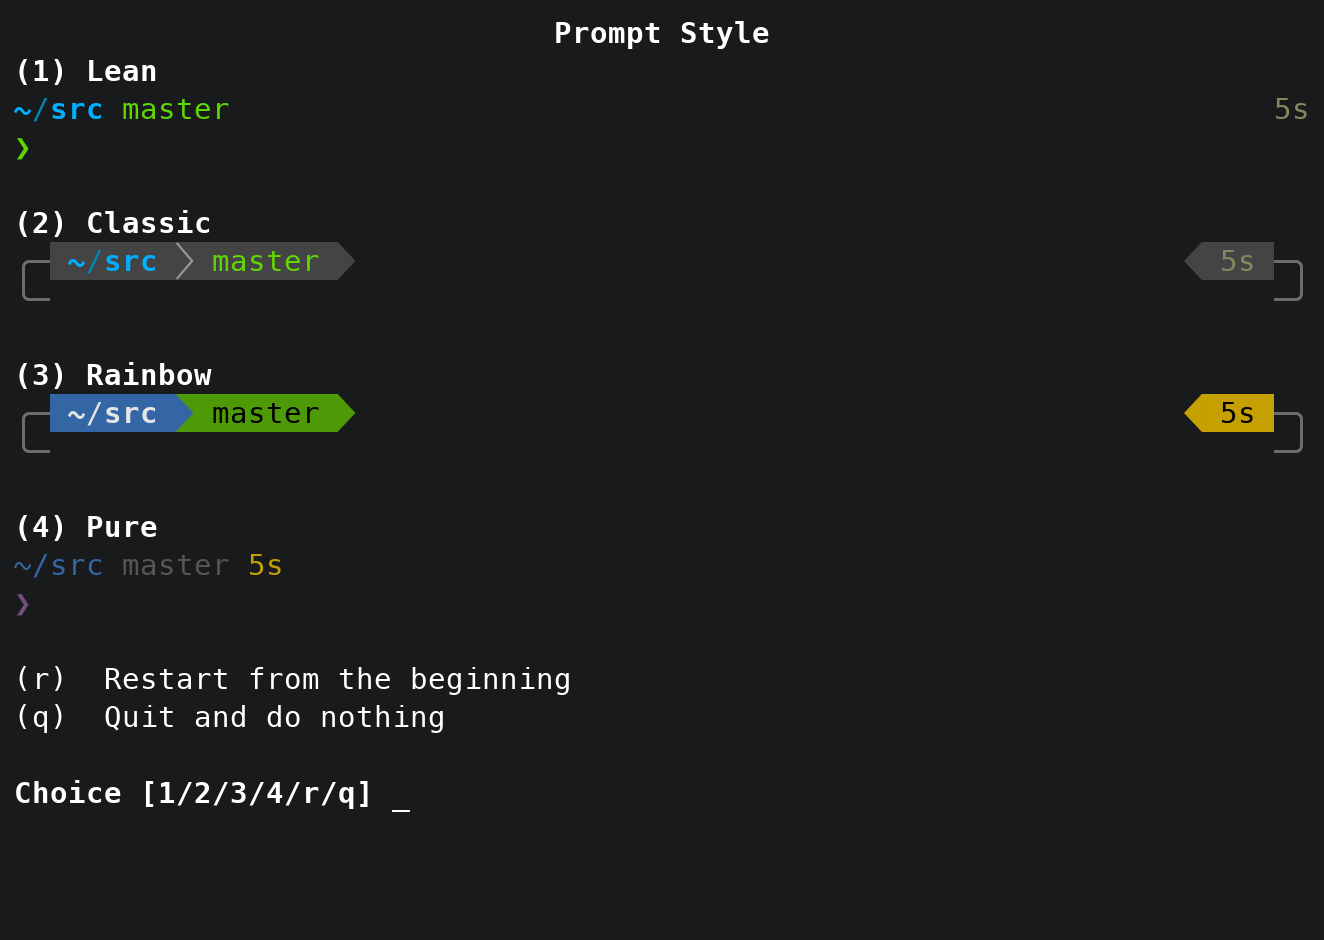 Prompt Style
(1) Lean
~/src master 5s
❯
(2) Classic
~/src master 5s
(3) Rainbow
~/src master 5s
(4) Pure
~/src master 5s
❯
(r)  Restart from the beginning
(q)  Quit and do nothing
Choice [1/2/3/4/r/q] _